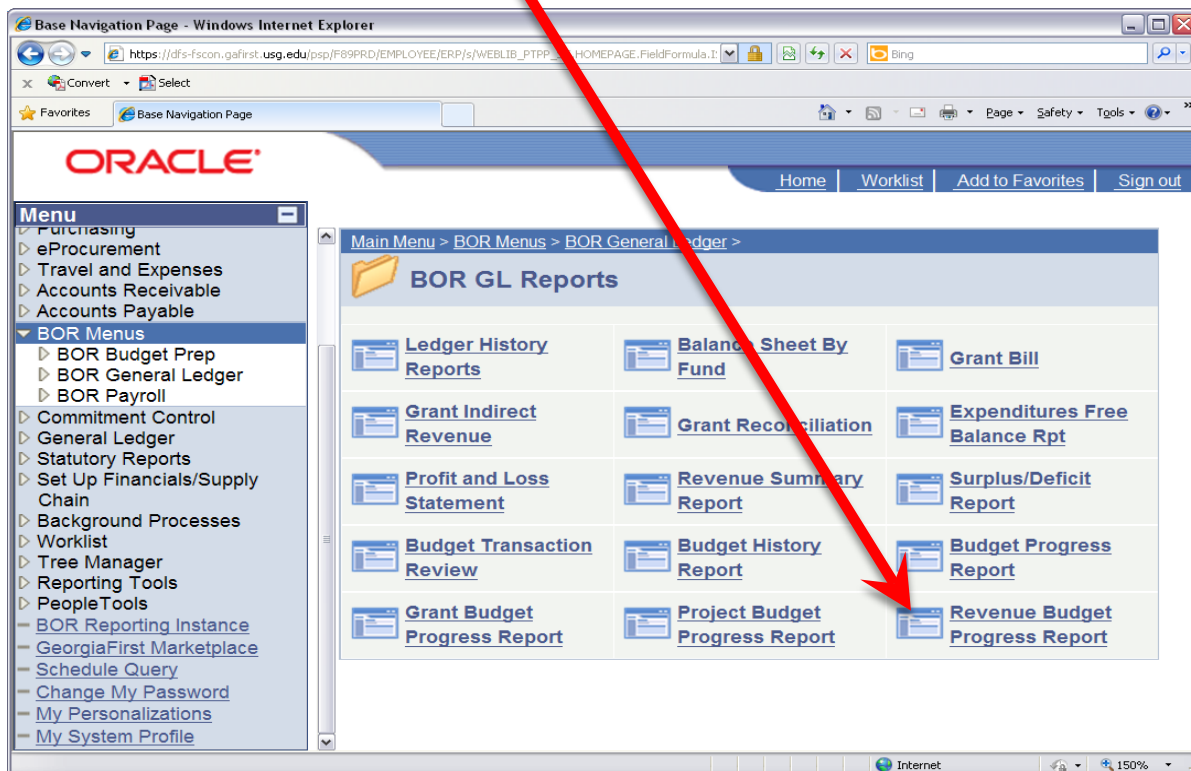 Base Navigation Page - Windows Internet Explorer
https://dfs-fscon.gafirst.usg.edu/psp/F89PRD/EMPLOYEE/ERP/s/WEBLIB_PTPP_ HOMEPAGE.FieldFormula.I
Bing
x Convert Select
Favorites Base Navigation Page Page Safety Tools
ORACLE
Home Worklist Add to Favorites Sign out
Menu
Purchasing
eProcurement
Travel and Expenses
Accounts Receivable
Accounts Payable
BOR Menus
BOR Budget Prep
BOR General Ledger
BOR Payroll
Commitment Control
General Ledger
Statutory Reports
Set Up Financials/Supply
Chain
Background Processes
Worklist
Tree Manager
Reporting Tools
PeopleTools
BOR Reporting Instance
GeorgiaFirst Marketplace
Schedule Query
Change My Password
My Personalizations
My System Profile
Main Menu > BOR Menus > BOR General Ledger >
BOR GL Reports
Ledger History
Reports
Balance Sheet By
Fund
Grant Bill
Grant Indirect
Revenue
Grant Reconciliation
Expenditures Free
Balance Rpt
Profit and Loss
Statement
Revenue Summary
Report
Surplus/Deficit
Report
Budget Transaction
Review
Budget History
Report
Budget Progress
Report
Grant Budget
Progress Report
Project Budget
Progress Report
Revenue Budget
Progress Report
Internet 150%